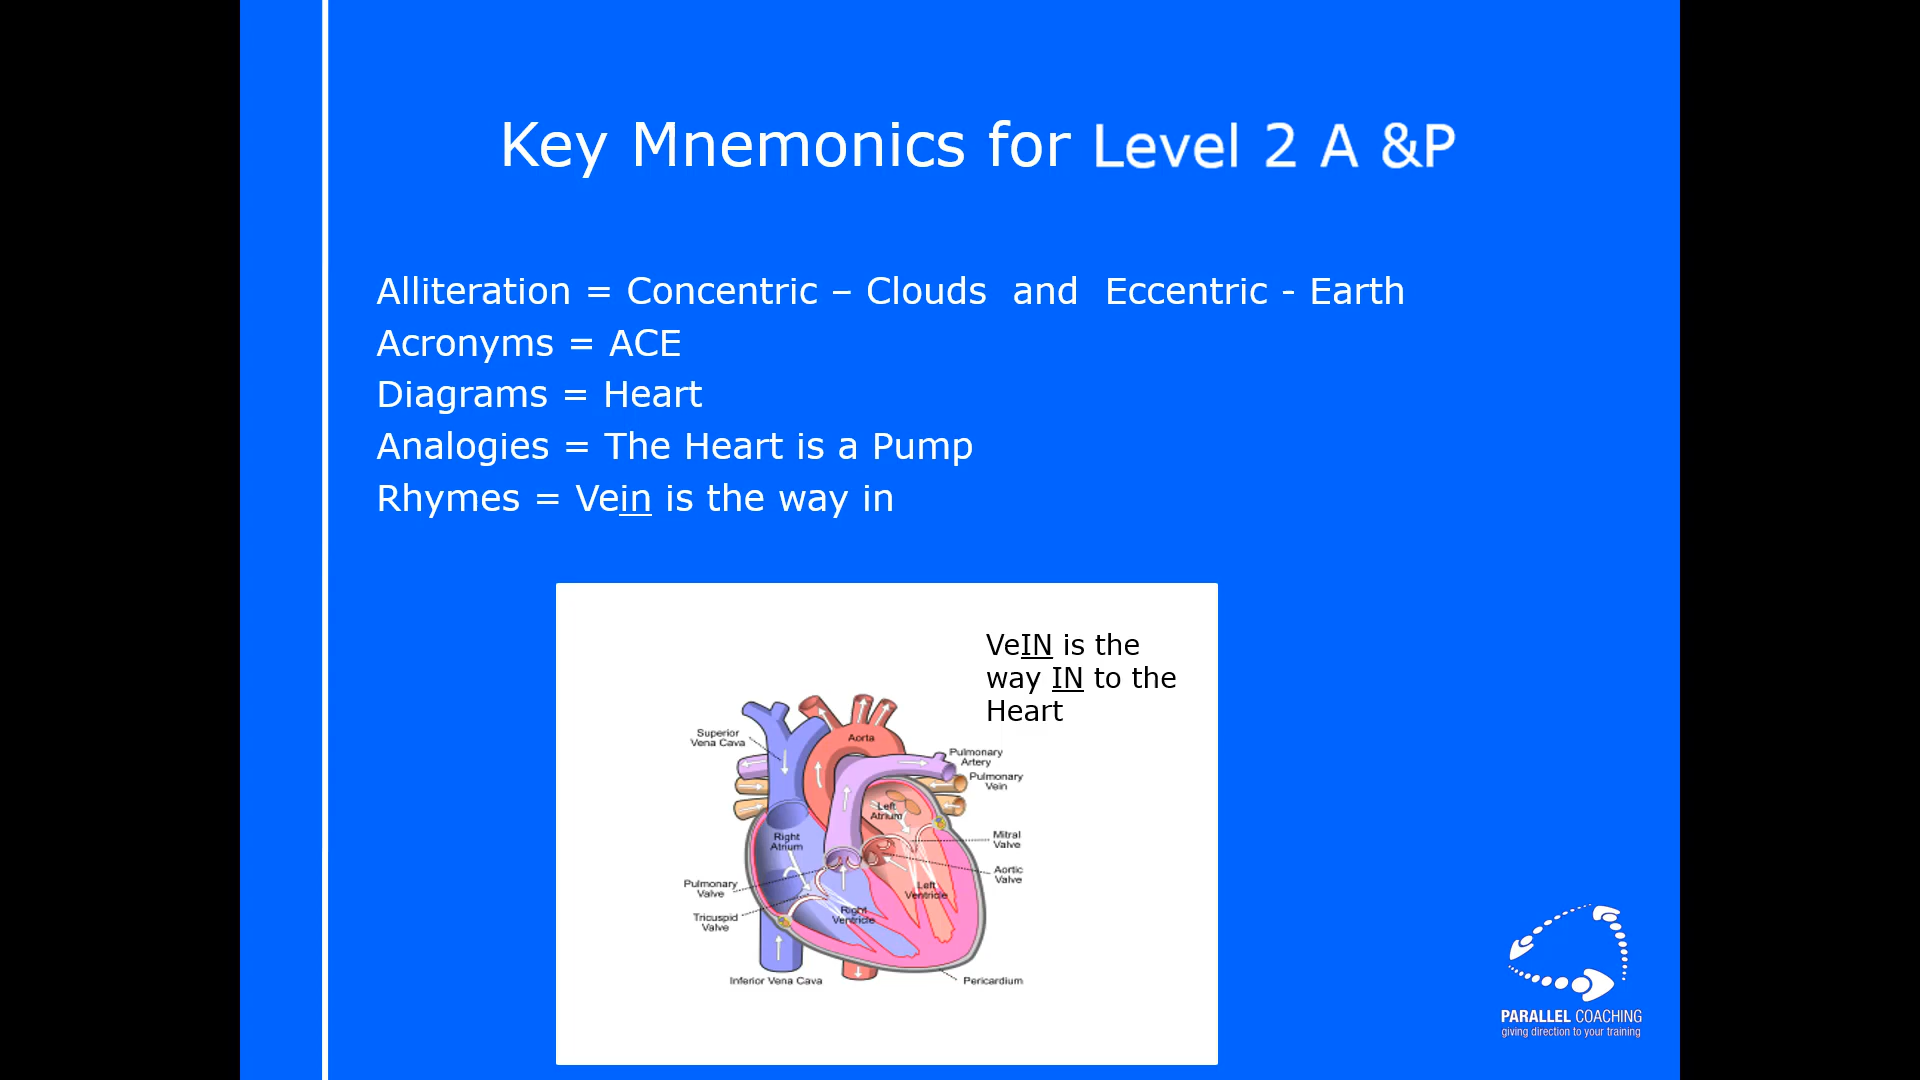 Key Mnemonics for Level 2 A &P
Alliteration = Concentric – Clouds  and  Eccentric - Earth
Acronyms = ACE
Diagrams = Heart
Analogies = The Heart is a Pump
Rhymes = Vein is the way in
VeIN is the
way IN to the
Heart
Superior
Vena Cava
Aorta
Pulmonary
Artery
Pulmonary
Vein
Left
Atrium
Right
Atrium
Mitral
Valve
Aortic
Valve
Pulmonary
Valve
Left
Ventricle
Right
Ventricle
Tricuspid
Valve
Inferior Vena Cava
Pericardium
PARALLEL COACHING
giving direction to your training